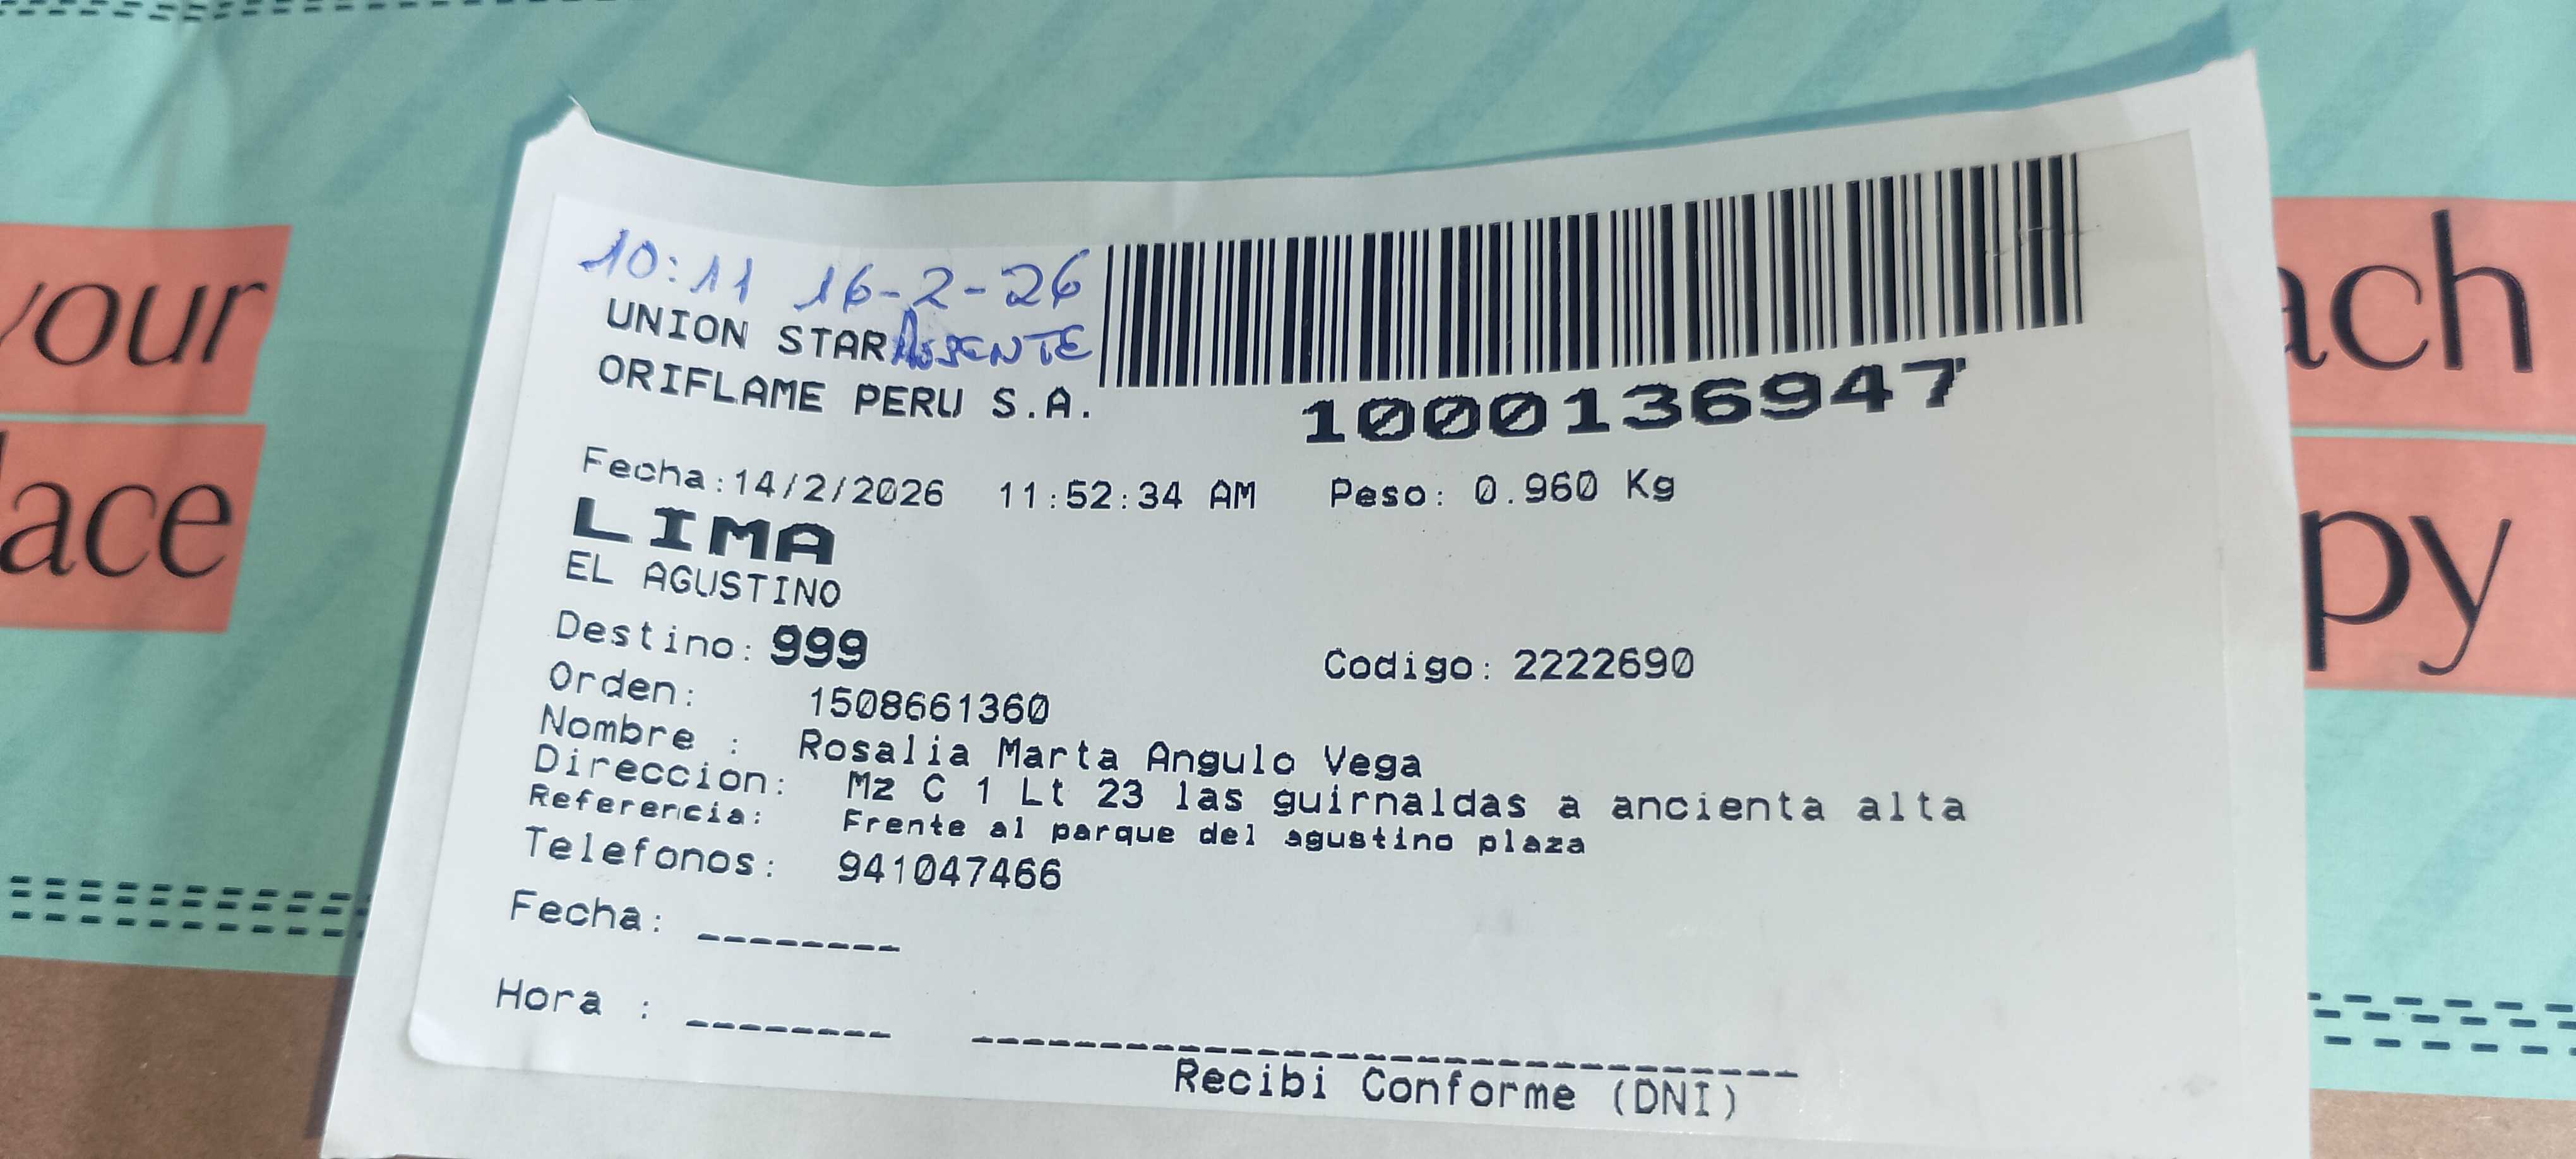 your
lace
ach
py
10:11 16-2-26
UNION STAR AUSENTE
ORIFLAME PERU S.A.
1000136947
Fecha:14/2/2026 11:52:34 AM Peso: 0.960 Kg
LIMA
EL AGUSTINO
Destino: 999 Codigo: 2222690
Orden: 1508661360
Nombre : Rosalia Marta Angulo Vega
Direccion: Mz C 1 Lt 23 las guirnaldas a ancienta alta
Referencia: Frente al parque del agustino plaza
Telefonos: 941047466
Fecha: ________
Hora : ________
Recibi Conforme (DNI)